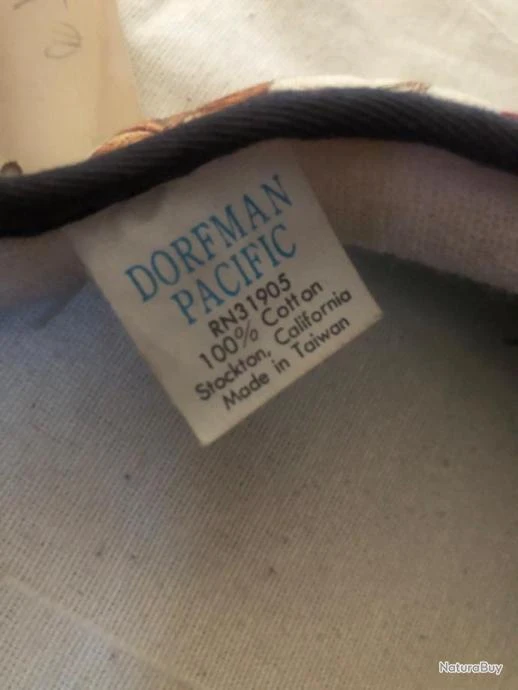 DORFMAN
PACIFIC
RN31905
100% Cotton
Stockton, California
Made in Taiwan
NaturaBuy